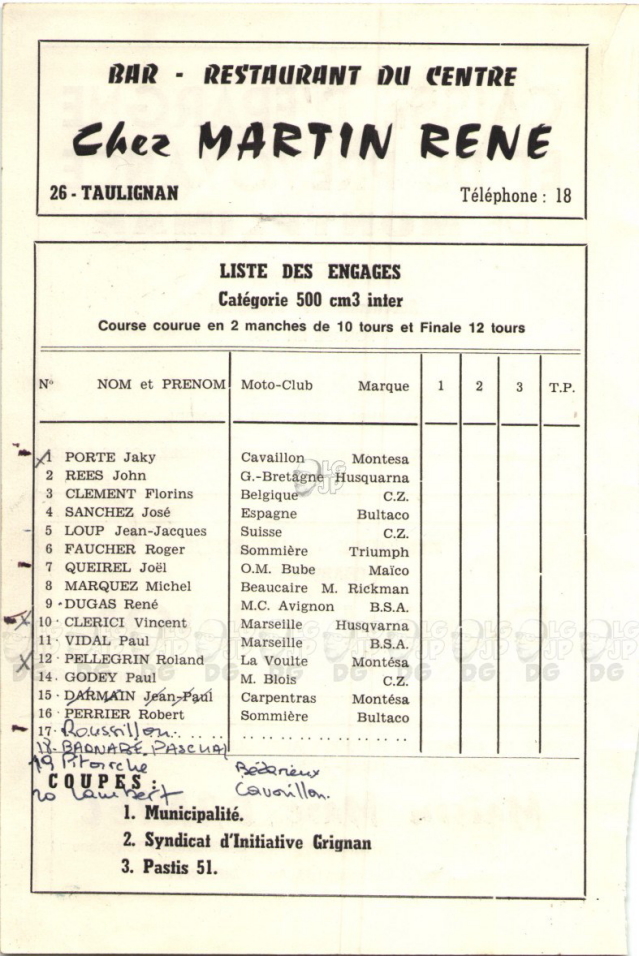 BAR - RESTAURANT DU CENTRE
Chez MARTIN RENE
26 - TAULIGNAN Téléphone : 18
LISTE DES ENGAGES
Catégorie 500 cm3 inter
Course courue en 2 manches de 10 tours et Finale 12 tours
N° NOM et PRENOM Moto-Club Marque 1 2 3 T.P.
1 PORTE Jaky Cavaillon Montesa
2 REES John G.-Bretagne Husquarna
3 CLEMENT Florins Belgique C.Z.
4 SANCHEZ José Espagne Bultaco
5 LOUP Jean-Jacques Suisse C.Z.
6 FAUCHER Roger Sommière Triumph
7 QUEIREL Joël O.M. Bube Maïco
8 MARQUEZ Michel Beaucaire M. Rickman
9 DUGAS René M.C. Avignon B.S.A.
10 CLERICI Vincent Marseille Husqvarna
11 VIDAL Paul Marseille B.S.A.
12 PELLEGRIN Roland La Voulte Montésa
14 GODEY Paul M. Blois C.Z.
15 DARMAIN Jean-Paul Carpentras Montésa
16 PERRIER Robert Sommière Bultaco
17 Roussillon
18 BARNABÉ PASCHAL
19 Pitorche Bédarieux
COUPES :
20 Lambert Cavaillon
1. Municipalité.
2. Syndicat d'Initiative Grignan
3. Pastis 51.
LGJP DG